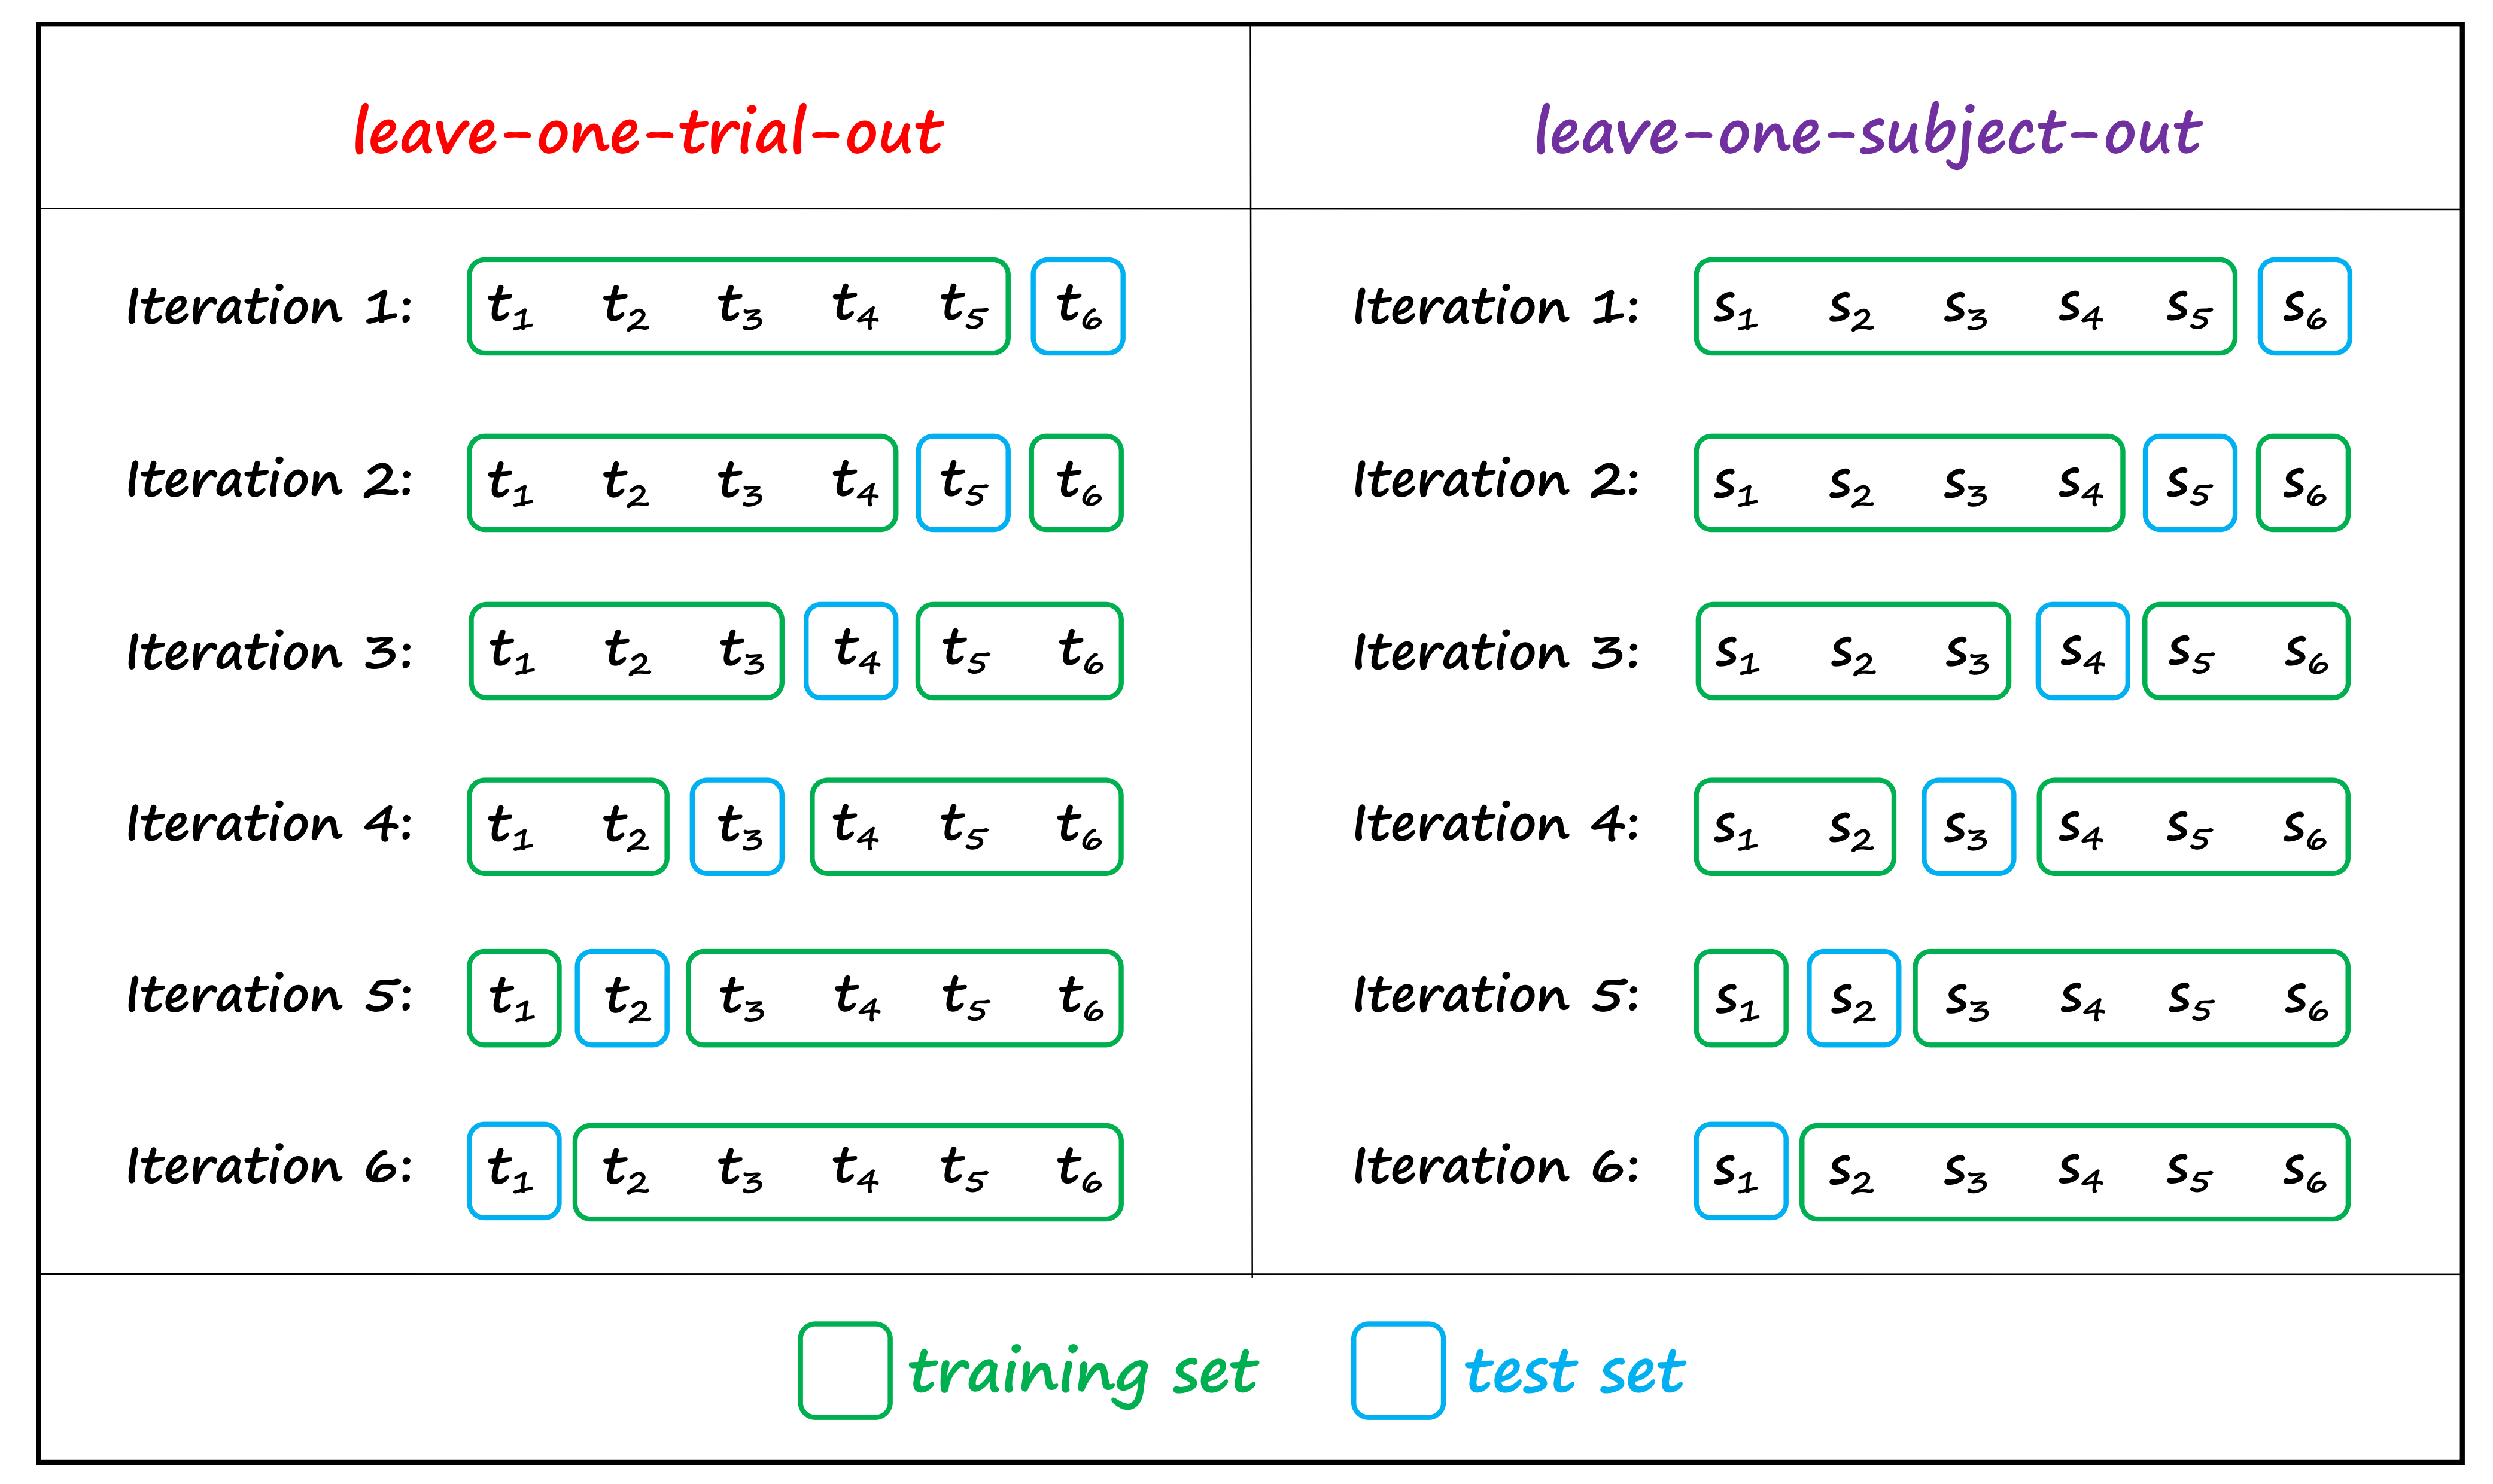 leave-one-trial-out
Iteration 1: t1 t2 t3 t4 t5 t6
Iteration 2: t1 t2 t3 t4 t5 t6
Iteration 3: t1 t2 t3 t4 t5 t6
Iteration 4: t1 t2 t3 t4 t5 t6
Iteration 5: t1 t2 t3 t4 t5 t6
Iteration 6: t1 t2 t3 t4 t5 t6
leave-one-subject-out
Iteration 1: s1 s2 s3 s4 s5 s6
Iteration 2: s1 s2 s3 s4 s5 s6
Iteration 3: s1 s2 s3 s4 s5 s6
Iteration 4: s1 s2 s3 s4 s5 s6
Iteration 5: s1 s2 s3 s4 s5 s6
Iteration 6: s1 s2 s3 s4 s5 s6
training set
test set